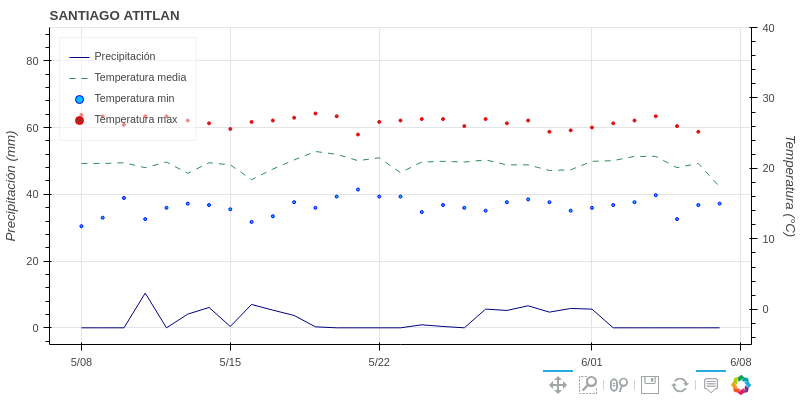 SANTIAGO ATITLAN
Precipitación
Temperatura media
Temperatura min
Temperatura max
Precipitación (mm)
80
60
40
20
0
Temperatura (°C)
40
30
20
10
0
5/08
5/15
5/22
6/01
6/08